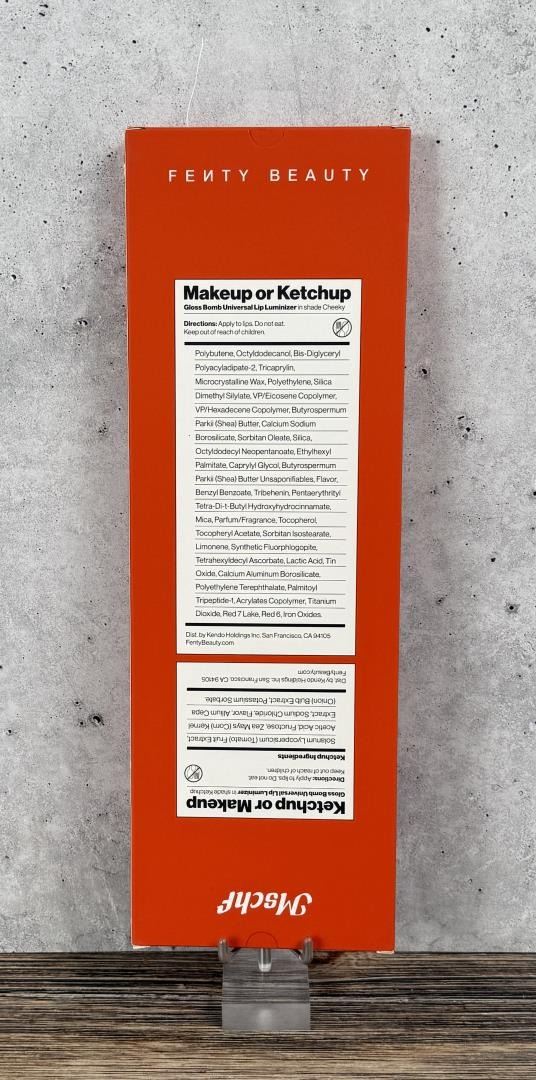 FEИTY BEAUTY
Makeup or Ketchup
Gloss Bomb Universal Lip Luminizer in shade Cheeky
Directions: Apply to lips. Do not eat.
Keep out of reach of children.
Polybutene, Octyldodecanol, Bis-Diglyceryl
Polyacyladipate-2, Tricaprylin,
Microcrystalline Wax, Polyethylene, Silica
Dimethyl Silylate, VP/Eicosene Copolymer,
VP/Hexadecene Copolymer, Butyrospermum
Parkii (Shea) Butter, Calcium Sodium
Borosilicate, Sorbitan Oleate, Silica,
Octyldodecyl Neopentanoate, Ethylhexyl
Palmitate, Caprylyl Glycol, Butyrospermum
Parkii (Shea) Butter Unsaponifiables, Flavor,
Benzyl Benzoate, Tribehenin, Pentaerythrityl
Tetra-Di-t-Butyl Hydroxyhydrocinnamate,
Mica, Parfum/Fragrance, Tocopherol,
Tocopheryl Acetate, Sorbitan Isostearate,
Limonene, Synthetic Fluorphlogopite,
Tetrahexyldecyl Ascorbate, Lactic Acid, Tin
Oxide, Calcium Aluminum Borosilicate,
Polyethylene Terephthalate, Palmitoyl
Tripeptide-1, Acrylates Copolymer, Titanium
Dioxide, Red 7 Lake, Red 6, Iron Oxides.
Dist. by Kendo Holdings Inc. San Francisco, CA 94105
FentyBeauty.com
Mschf
Ketchup or Makeup
Gloss Bomb Universal Lip Luminizer in shade Ketchup
Directions: Apply to lips. Do not eat.
Keep out of reach of children.
Ketchup Ingredients
Solanum Lycopersicum (Tomato) Fruit Extract,
Acetic Acid, Fructose, Zea Mays (Corn) Kernel
Extract, Sodium Chloride, Flavor, Allium Cepa
(Onion) Bulb Extract, Potassium Sorbate.
Dist. by Kendo Holdings Inc. San Francisco, CA 94105
FentyBeauty.com